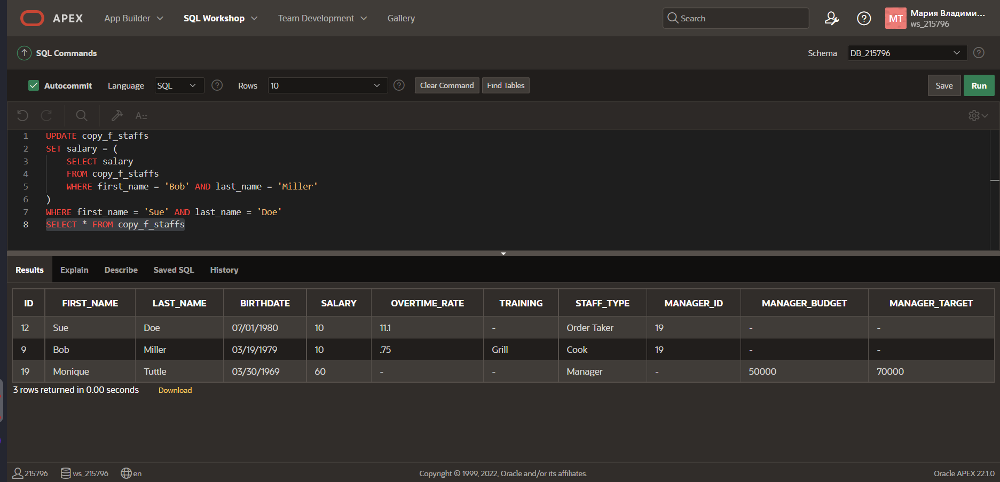 APEX App Builder SQL Workshop Team Development Gallery Search Мария Владими...
MT ws_215796
SQL Commands Schema DB_215796
Autocommit Language SQL Rows 10 Clear Command Find Tables Save Run
A::
1 UPDATE copy_f_staffs
2 SET salary = (
3 SELECT salary
4 FROM copy_f_staffs
5 WHERE first_name = 'Bob' AND last_name = 'Miller'
6 )
7 WHERE first_name = 'Sue' AND last_name = 'Doe'
8 SELECT * FROM copy_f_staffs
Results Explain Describe Saved SQL History
ID FIRST_NAME LAST_NAME BIRTHDATE SALARY OVERTIME_RATE TRAINING STAFF_TYPE MANAGER_ID MANAGER_BUDGET MANAGER_TARGET
12 Sue Doe 07/01/1980 10 11.1 - Order Taker 19 - -
9 Bob Miller 03/19/1979 10 .75 Grill Cook 19 - -
19 Monique Tuttle 03/30/1969 60 - - Manager - 50000 70000
3 rows returned in 0.00 seconds Download
215796 ws_215796 en Copyright © 1999, 2022, Oracle and/or its affiliates. Oracle APEX 22.1.0